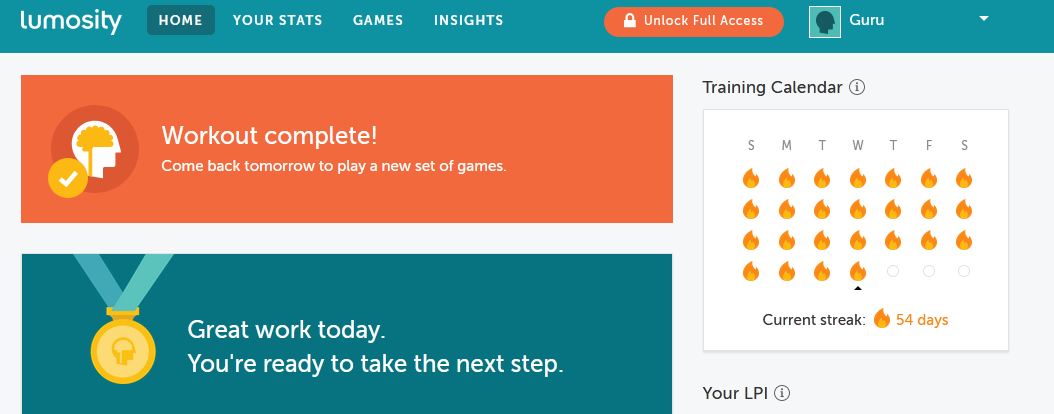 lumosity HOME YOUR STATS GAMES INSIGHTS Unlock Full Access Guru
Workout complete!
Come back tomorrow to play a new set of games.
Great work today.
You're ready to take the next step.
Training Calendar
S M T W T F S
Current streak: 54 days
Your LPI